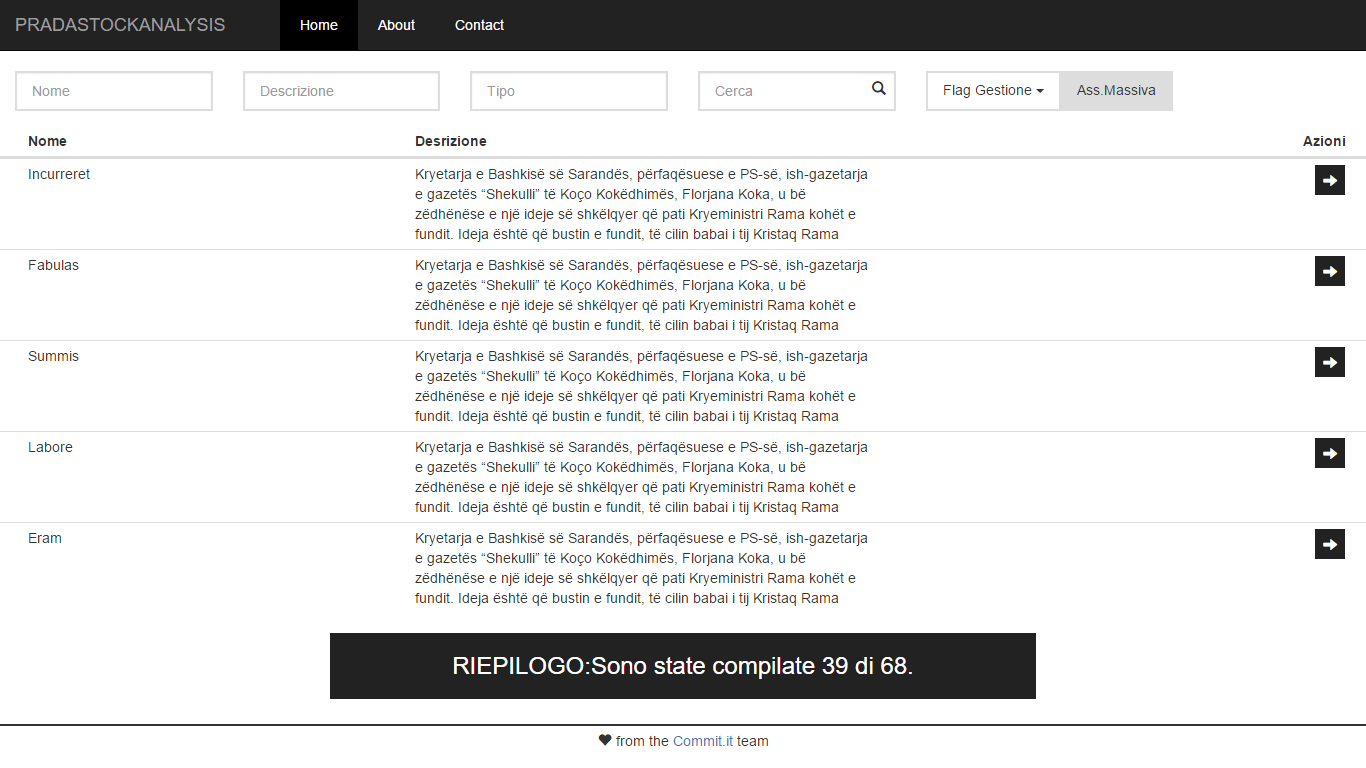 PRADASTOCKANALYSIS Home About Contact
Nome Descrizione Tipo Cerca Flag Gestione Ass.Massiva
Nome Desrizione Azioni
Incurreret
Kryetarja e Bashkisë së Sarandës, përfaqësuese e PS-së, ish-gazetarja
e gazetës “Shekulli” të Koço Kokëdhimës, Florjana Koka, u bë
zëdhënëse e një ideje së shkëlqyer që pati Kryeministri Rama kohët e
fundit. Ideja është që bustin e fundit, të cilin babai i tij Kristaq Rama
Fabulas
Kryetarja e Bashkisë së Sarandës, përfaqësuese e PS-së, ish-gazetarja
e gazetës “Shekulli” të Koço Kokëdhimës, Florjana Koka, u bë
zëdhënëse e një ideje së shkëlqyer që pati Kryeministri Rama kohët e
fundit. Ideja është që bustin e fundit, të cilin babai i tij Kristaq Rama
Summis
Kryetarja e Bashkisë së Sarandës, përfaqësuese e PS-së, ish-gazetarja
e gazetës “Shekulli” të Koço Kokëdhimës, Florjana Koka, u bë
zëdhënëse e një ideje së shkëlqyer që pati Kryeministri Rama kohët e
fundit. Ideja është që bustin e fundit, të cilin babai i tij Kristaq Rama
Labore
Kryetarja e Bashkisë së Sarandës, përfaqësuese e PS-së, ish-gazetarja
e gazetës “Shekulli” të Koço Kokëdhimës, Florjana Koka, u bë
zëdhënëse e një ideje së shkëlqyer që pati Kryeministri Rama kohët e
fundit. Ideja është që bustin e fundit, të cilin babai i tij Kristaq Rama
Eram
Kryetarja e Bashkisë së Sarandës, përfaqësuese e PS-së, ish-gazetarja
e gazetës “Shekulli” të Koço Kokëdhimës, Florjana Koka, u bë
zëdhënëse e një ideje së shkëlqyer që pati Kryeministri Rama kohët e
fundit. Ideja është që bustin e fundit, të cilin babai i tij Kristaq Rama
RIEPILOGO:Sono state compilate 39 di 68.
from the Commit.it team